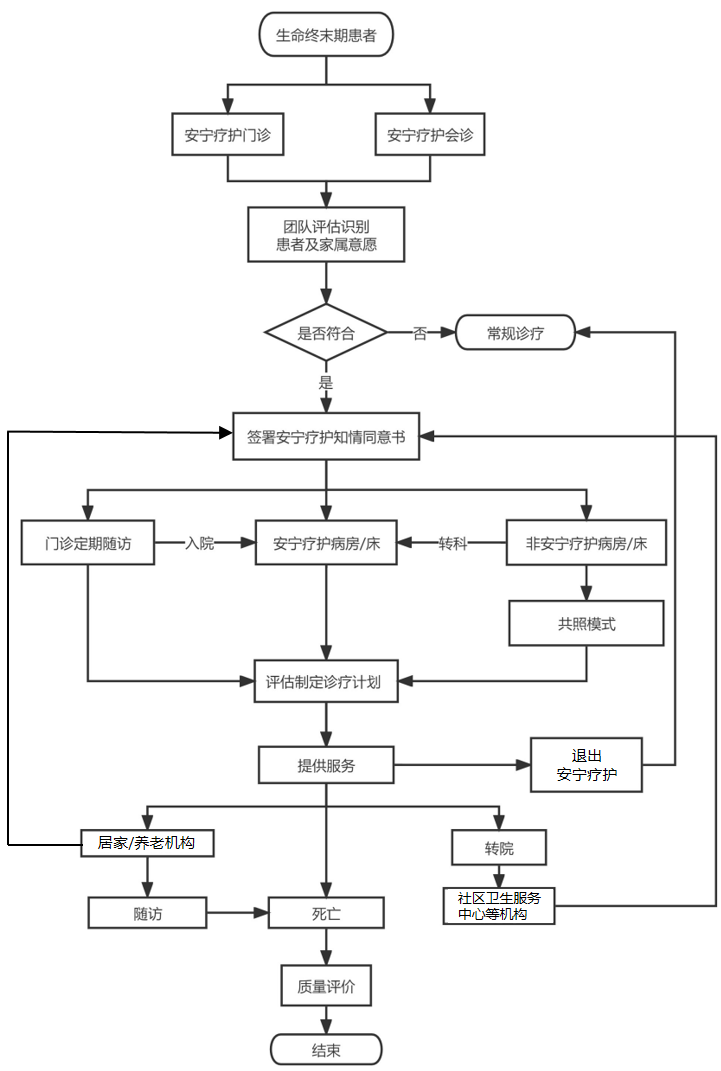 生命终末期患者
安宁疗护门诊
安宁疗护会诊
团队评估识别
患者及家属意愿
是否符合
否
常规诊疗
是
签署安宁疗护知情同意书
门诊定期随访
入院
安宁疗护病房/床
转科
非安宁疗护病房/床
共照模式
评估制定诊疗计划
提供服务
退出
安宁疗护
居家/养老机构
转院
随访
死亡
社区卫生服务
中心等机构
质量评价
结束